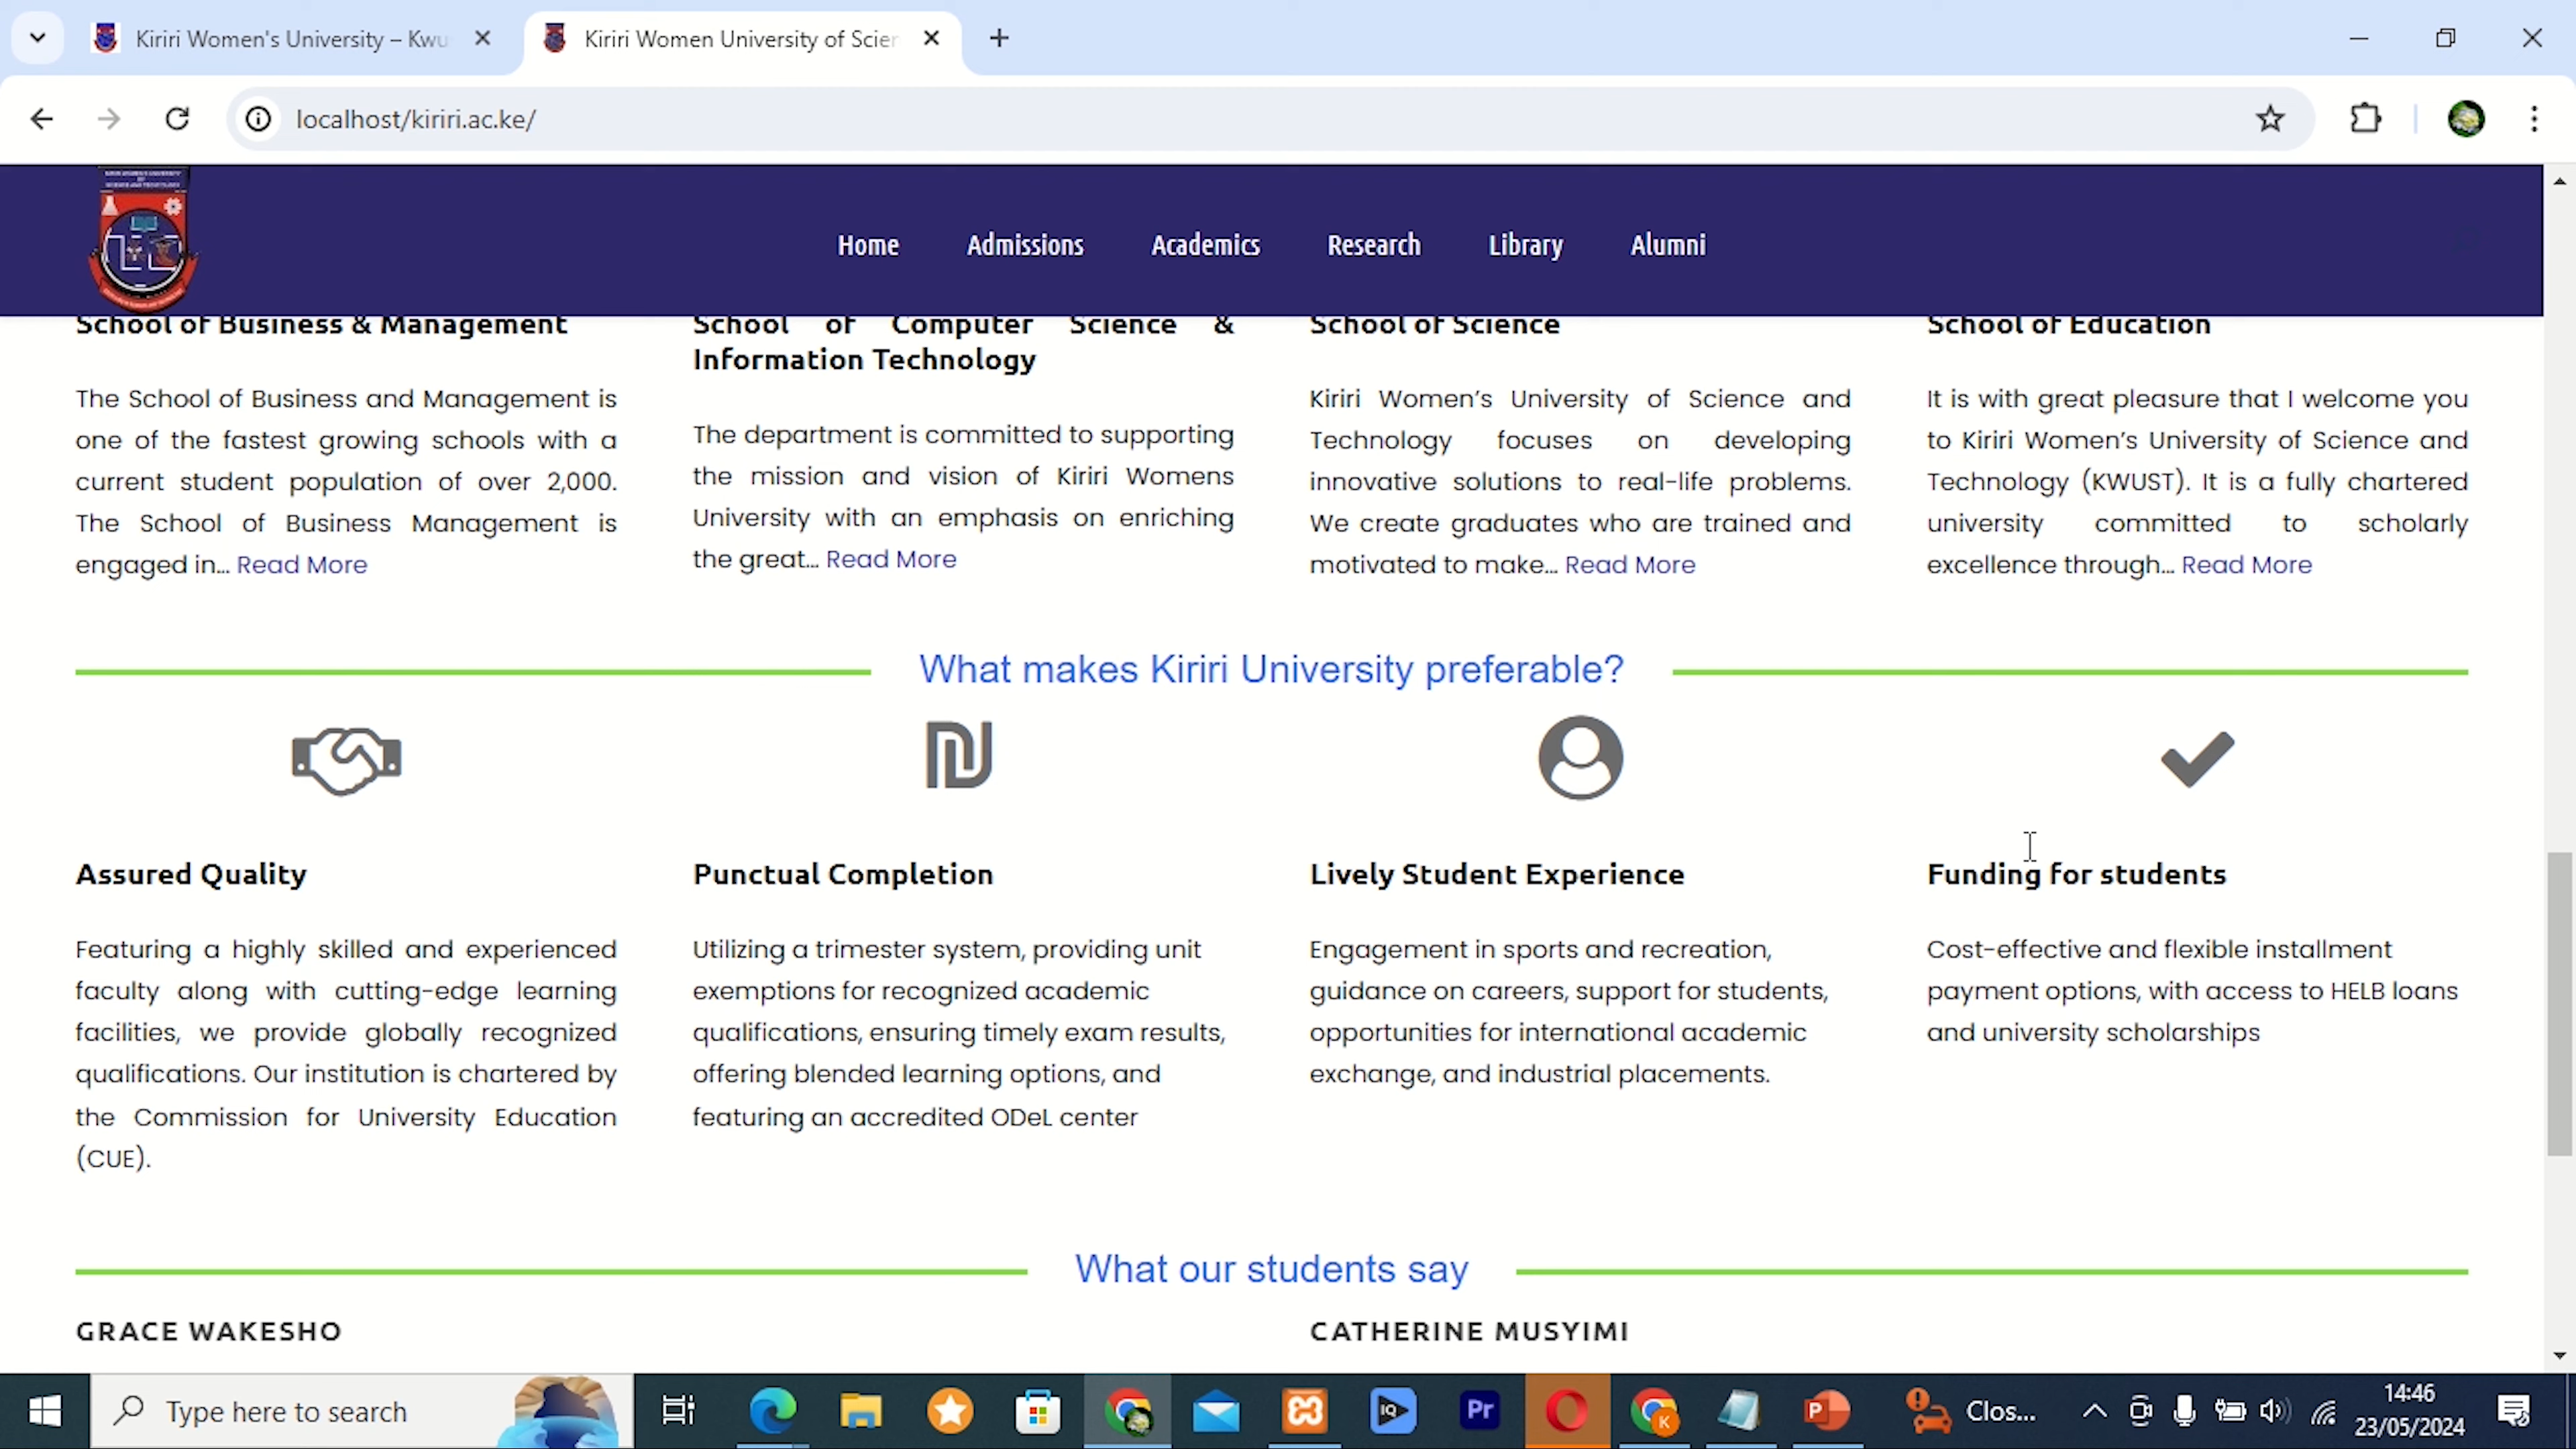 Kiriri Women's University – Kwu
Kiriri Women University of Scien
localhost/kiriri.ac.ke/
Home
Admissions
Academics
Research
Library
Alumni
School of Business & Management
The School of Business and Management is
one of the fastest growing schools with a
current student population of over 2,000.
The School of Business Management is
engaged in... Read More
School of Computer Science &
Information Technology
The department is committed to supporting
the mission and vision of Kiriri Womens
University with an emphasis on enriching
the great... Read More
School of Science
Kiriri Women's University of Science and
Technology focuses on developing
innovative solutions to real-life problems.
We create graduates who are trained and
motivated to make... Read More
School of Education
It is with great pleasure that I welcome you
to Kiriri Women's University of Science and
Technology (KWUST). It is a fully chartered
university committed to scholarly
excellence through... Read More
What makes Kiriri University preferable?
Assured Quality
Featuring a highly skilled and experienced
faculty along with cutting-edge learning
facilities, we provide globally recognized
qualifications. Our institution is chartered by
the Commission for University Education
(CUE).
Punctual Completion
Utilizing a trimester system, providing unit
exemptions for recognized academic
qualifications, ensuring timely exam results,
offering blended learning options, and
featuring an accredited ODeL center
Lively Student Experience
Engagement in sports and recreation,
guidance on careers, support for students,
opportunities for international academic
exchange, and industrial placements.
Funding for students
Cost-effective and flexible installment
payment options, with access to HELB loans
and university scholarships
What our students say
GRACE WAKESHO
CATHERINE MUSYIMI
Type here to search
IQ
Pr
K
P
Clos...
14:46
23/05/2024